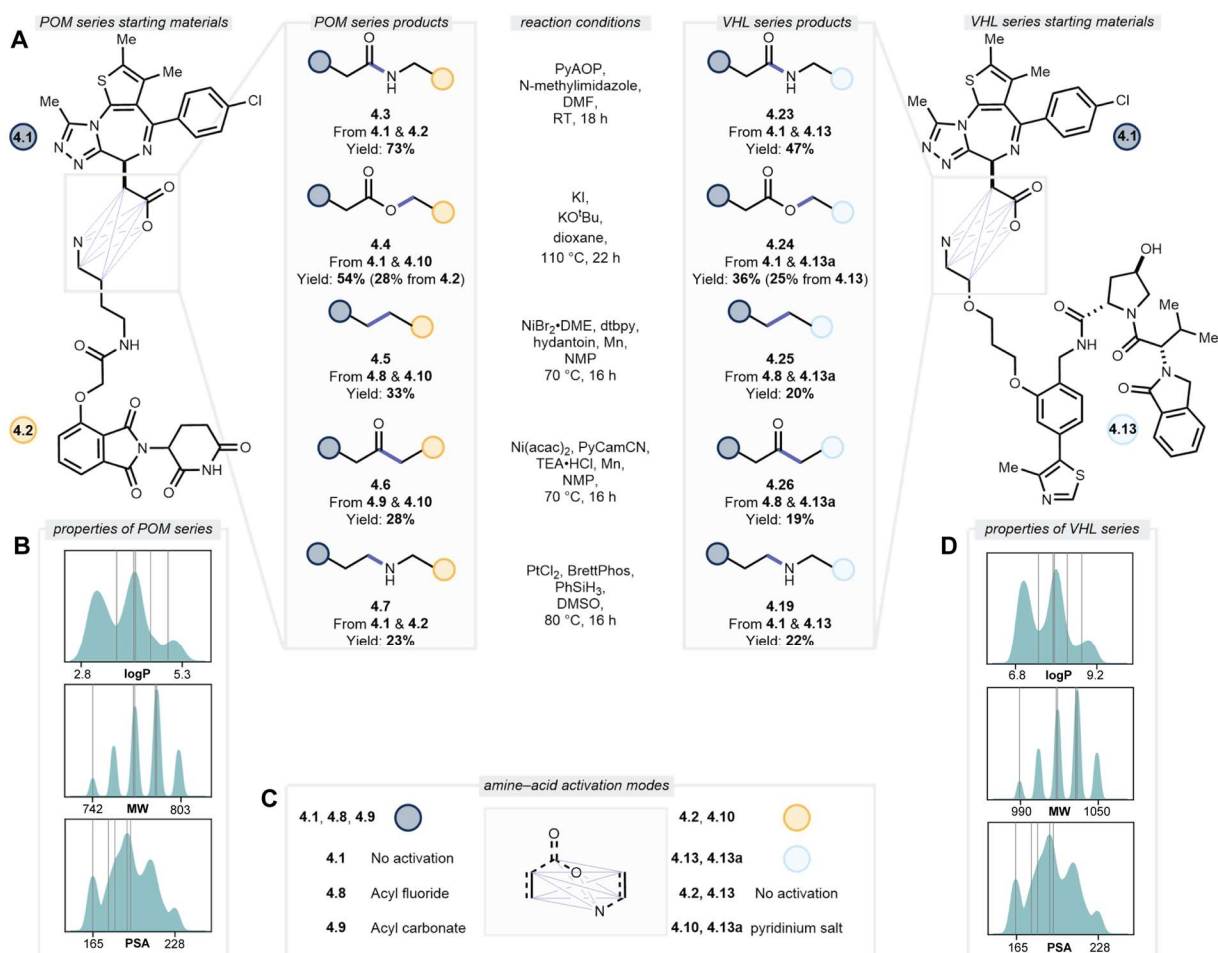 POM series starting materials
POM series products
reaction conditions
VHL series products
VHL series starting materials
A
Me
Me
Me
S
N
N
N
N
Cl
4.1
O
O
N
NH
O
O
O
N
O
O
NH
O
4.2
O
N
H
4.3
From 4.1 & 4.2
Yield: 73%
O
O
4.4
From 4.1 & 4.10
Yield: 54% (28% from 4.2)
4.5
From 4.8 & 4.10
Yield: 33%
O
4.6
From 4.9 & 4.10
Yield: 28%
N
H
4.7
From 4.1 & 4.2
Yield: 23%
PyAOP,
N-methylimidazole,
DMF,
RT, 18 h
KI,
KOᵗBu,
dioxane,
110 °C, 22 h
NiBr₂•DME, dtbpy,
hydantoin, Mn,
NMP
70 °C, 16 h
Ni(acac)₂, PyCamCN,
TEA•HCl, Mn,
NMP,
70 °C, 16 h
PtCl₂, BrettPhos,
PhSiH₃,
DMSO,
80 °C, 16 h
O
N
H
4.23
From 4.1 & 4.13
Yield: 47%
O
O
4.24
From 4.1 & 4.13a
Yield: 36% (25% from 4.13)
4.25
From 4.8 & 4.13a
Yield: 20%
O
4.26
From 4.8 & 4.13a
Yield: 19%
N
H
4.19
From 4.1 & 4.13
Yield: 22%
Me
Me
Me
S
N
N
N
N
Cl
4.1
O
O
N
O
OH
O
N
NH
O
Me
Me
N
O
O
4.13
Me
S
N
B
properties of POM series
2.8
logP
5.3
742
MW
803
165
PSA
228
C
amine–acid activation modes
4.1, 4.8, 4.9
4.1
No activation
4.8
Acyl fluoride
4.9
Acyl carbonate
O
O
N
4.2, 4.10
4.13, 4.13a
4.2, 4.13
No activation
4.10, 4.13a
pyridinium salt
D
properties of VHL series
6.8
logP
9.2
990
MW
1050
165
PSA
228